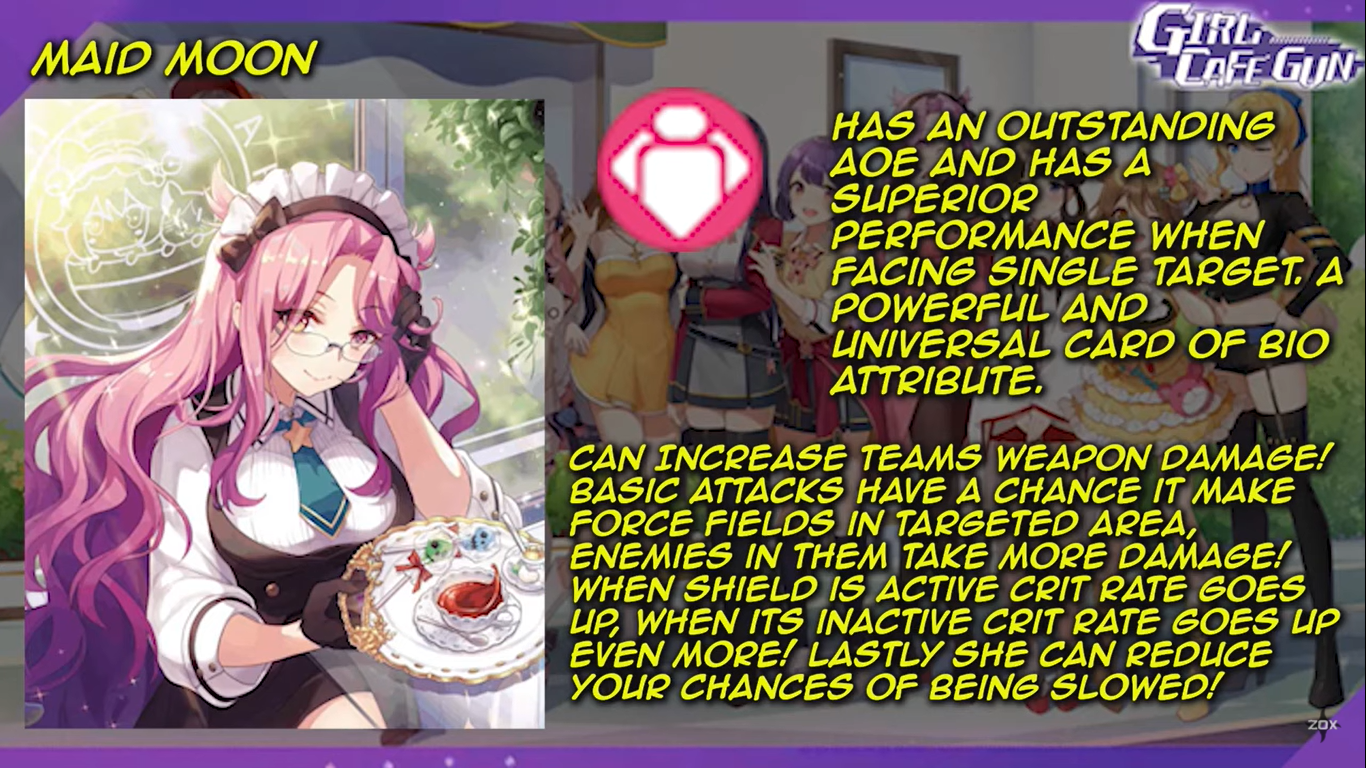 MAID MOON
GIRL
CAFE GUN
HAS AN OUTSTANDING
AOE AND HAS A
SUPERIOR
PERFORMANCE WHEN
FACING SINGLE TARGET. A
POWERFUL AND
UNIVERSAL CARD OF BIO
ATTRIBUTE.
CAN INCREASE TEAMS WEAPON DAMAGE!
BASIC ATTACKS HAVE A CHANCE IT MAKE
FORCE FIELDS IN TARGETED AREA,
ENEMIES IN THEM TAKE MORE DAMAGE!
WHEN SHIELD IS ACTIVE CRIT RATE GOES
UP, WHEN ITS INACTIVE CRIT RATE GOES UP
EVEN MORE! LASTLY SHE CAN REDUCE
YOUR CHANCES OF BEING SLOWED!
ZOX